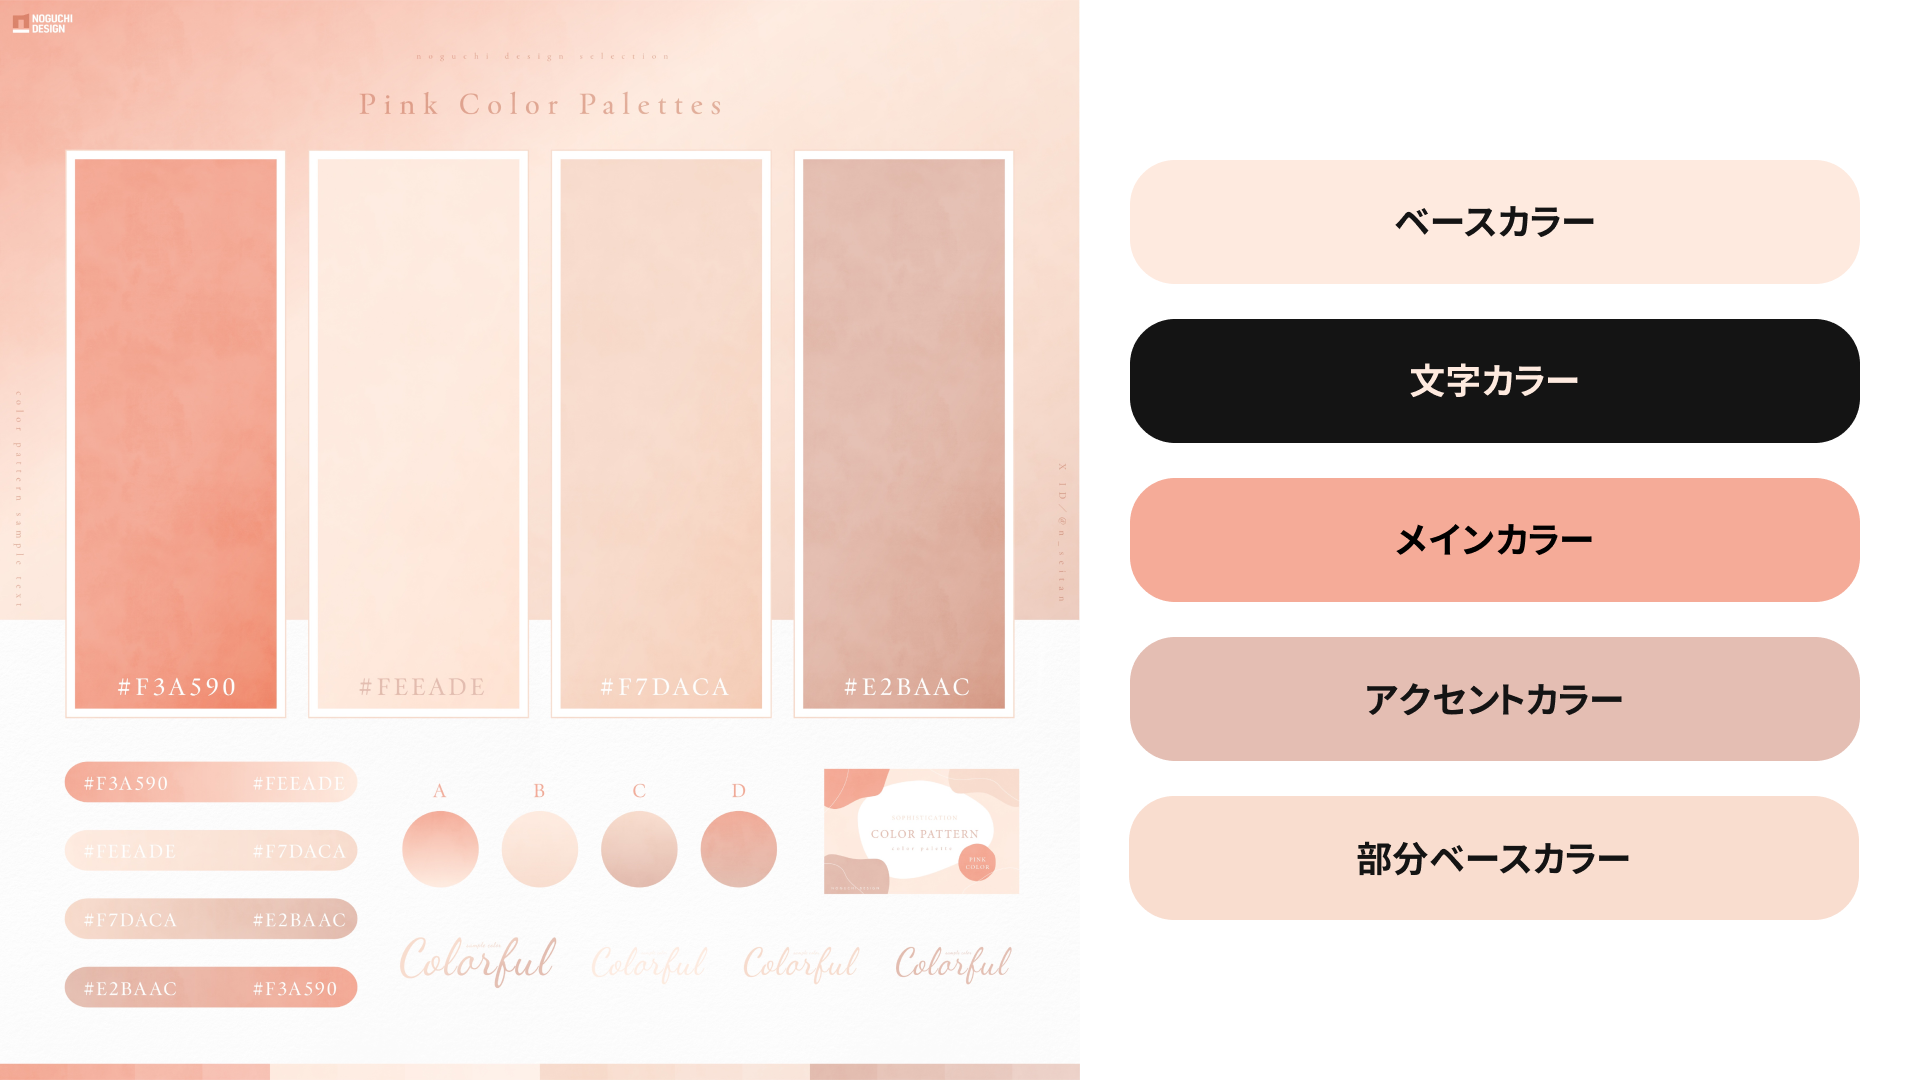 NOGUCHI
DESIGN
noguchi design selection
Pink Color Palettes
#F3A590
#FEEADE
#F7DACA
#E2BAAC
color pattern sample text
#F3A590 #FEEADE
#FEEADE #F7DACA
#F7DACA #E2BAAC
#E2BAAC #F3A590
A B C D
SOPHISTICATION
COLOR PATTERN
color palette
PINK
COLOR
Colorful
Colorful
Colorful
Colorful
ベースカラー
文字カラー
メインカラー
アクセントカラー
部分ベースカラー